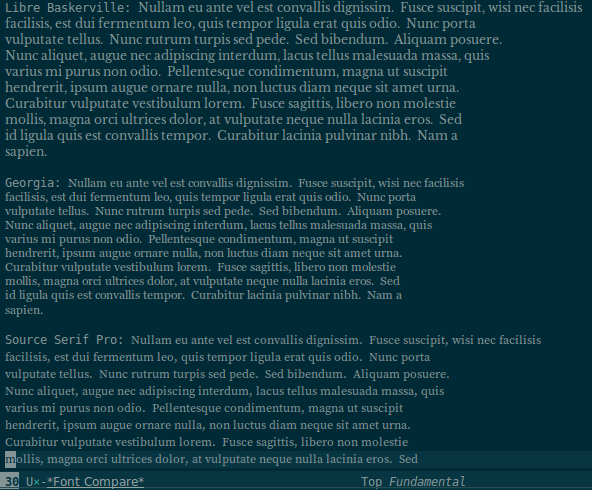 Libre Baskerville: Nullam eu ante vel est convallis dignissim.  Fusce suscipit, wisi nec facilisis
facilisis, est dui fermentum leo, quis tempor ligula erat quis odio.  Nunc porta
vulputate tellus.  Nunc rutrum turpis sed pede.  Sed bibendum.  Aliquam posuere.
Nunc aliquet, augue nec adipiscing interdum, lacus tellus malesuada massa, quis
varius mi purus non odio.  Pellentesque condimentum, magna ut suscipit
hendrerit, ipsum augue ornare nulla, non luctus diam neque sit amet urna.
Curabitur vulputate vestibulum lorem.  Fusce sagittis, libero non molestie
mollis, magna orci ultrices dolor, at vulputate neque nulla lacinia eros.  Sed
id ligula quis est convallis tempor.  Curabitur lacinia pulvinar nibh.  Nam a
sapien.
Georgia: Nullam eu ante vel est convallis dignissim.  Fusce suscipit, wisi nec facilisis
facilisis, est dui fermentum leo, quis tempor ligula erat quis odio.  Nunc porta
vulputate tellus.  Nunc rutrum turpis sed pede.  Sed bibendum.  Aliquam posuere.
Nunc aliquet, augue nec adipiscing interdum, lacus tellus malesuada massa, quis
varius mi purus non odio.  Pellentesque condimentum, magna ut suscipit
hendrerit, ipsum augue ornare nulla, non luctus diam neque sit amet urna.
Curabitur vulputate vestibulum lorem.  Fusce sagittis, libero non molestie
mollis, magna orci ultrices dolor, at vulputate neque nulla lacinia eros.  Sed
id ligula quis est convallis tempor.  Curabitur lacinia pulvinar nibh.  Nam a
sapien.
Source Serif Pro: Nullam eu ante vel est convallis dignissim.  Fusce suscipit, wisi nec facilisis
facilisis, est dui fermentum leo, quis tempor ligula erat quis odio.  Nunc porta
vulputate tellus.  Nunc rutrum turpis sed pede.  Sed bibendum.  Aliquam posuere.
Nunc aliquet, augue nec adipiscing interdum, lacus tellus malesuada massa, quis
varius mi purus non odio.  Pellentesque condimentum, magna ut suscipit
hendrerit, ipsum augue ornare nulla, non luctus diam neque sit amet urna.
Curabitur vulputate vestibulum lorem.  Fusce sagittis, libero non molestie
mollis, magna orci ultrices dolor, at vulputate neque nulla lacinia eros.  Sed
30 U×-*Font Compare* Top Fundamental